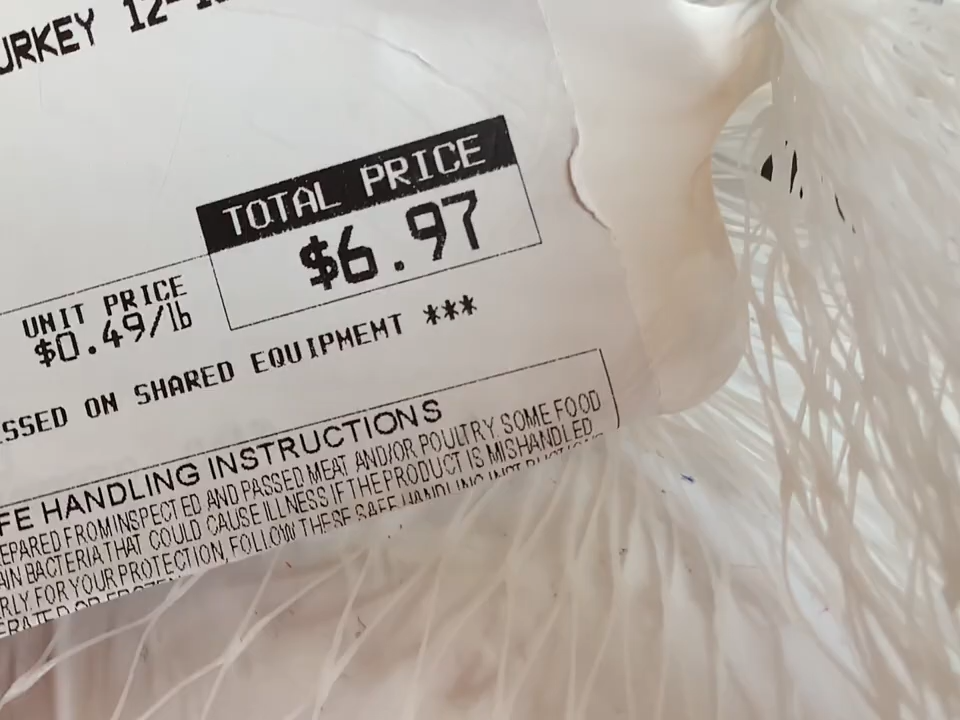 URKEY 12-1
TOTAL PRICE
$6.97
UNIT PRICE
$0.49/lb
SSED ON SHARED EQUIPMEMT ***
FE HANDLING INSTRUCTIONS
EPARED FROM INSPECTED AND PASSED MEAT AND/OR POULTRY SOME FOOD
AIN BACTERIA THAT COULD CAUSE ILLNESS IF THE PRODUCT IS MISHANDLED
RLY. FOR YOUR PROTECTION, FOLLOW THESE SAFE HANDLING INSTRUCTIONS
ERATED OR FROZEN